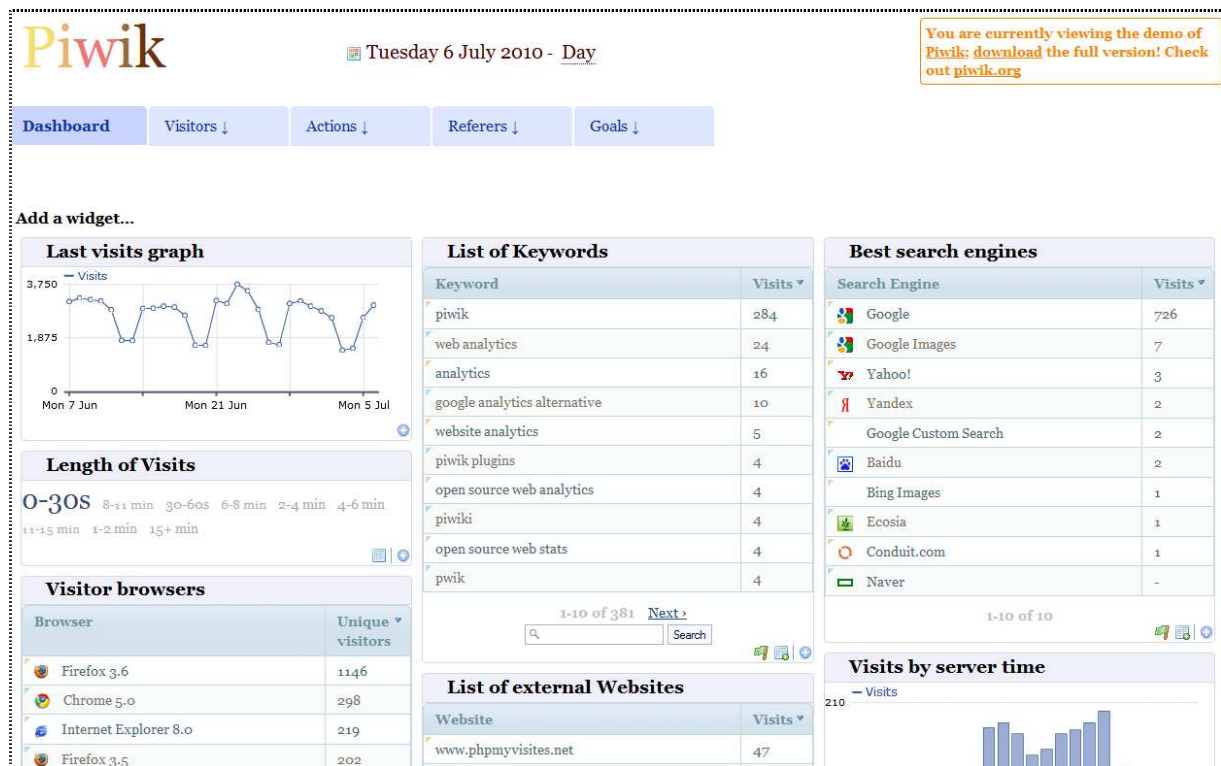 Piwik
Tuesday 6 July 2010 - Day
You are currently viewing the demo of
Piwik; download the full version! Check
out piwik.org
Dashboard
Visitors ↓
Actions ↓
Referers ↓
Goals ↓
Add a widget...
Last visits graph
Visits
3,750
1,875
0
Mon 7 Jun
Mon 21 Jun
Mon 5 Jul
Length of Visits
0-30s 8-11 min 30-60s 6-8 min 2-4 min 4-6 min
11-15 min 1-2 min 15+ min
Visitor browsers
Browser Unique
visitors
Firefox 3.6 1146
Chrome 5.0 298
Internet Explorer 8.0 219
Firefox 3.5 202
List of Keywords
Keyword Visits
piwik 284
web analytics 24
analytics 16
google analytics alternative 10
website analytics 5
piwik plugins 4
open source web analytics 4
piwiki 4
open source web stats 4
pwik 4
1-10 of 381 Next ›
Search
List of external Websites
Website Visits
www.phpmyvisites.net 47
Best search engines
Search Engine Visits
Google 726
Google Images 7
Yahoo! 3
Yandex 2
Google Custom Search 2
Baidu 2
Bing Images 1
Ecosia 1
Conduit.com 1
Naver -
1-10 of 10
Visits by server time
Visits
210